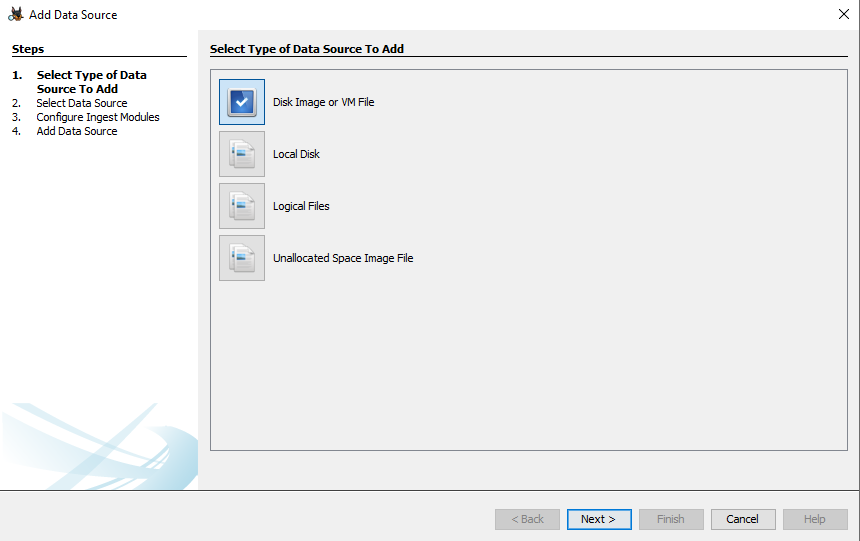 Add Data Source
Steps
1. Select Type of Data
Source To Add
2. Select Data Source
3. Configure Ingest Modules
4. Add Data Source
Select Type of Data Source To Add
Disk Image or VM File
Local Disk
Logical Files
Unallocated Space Image File
< Back
Next >
Finish
Cancel
Help